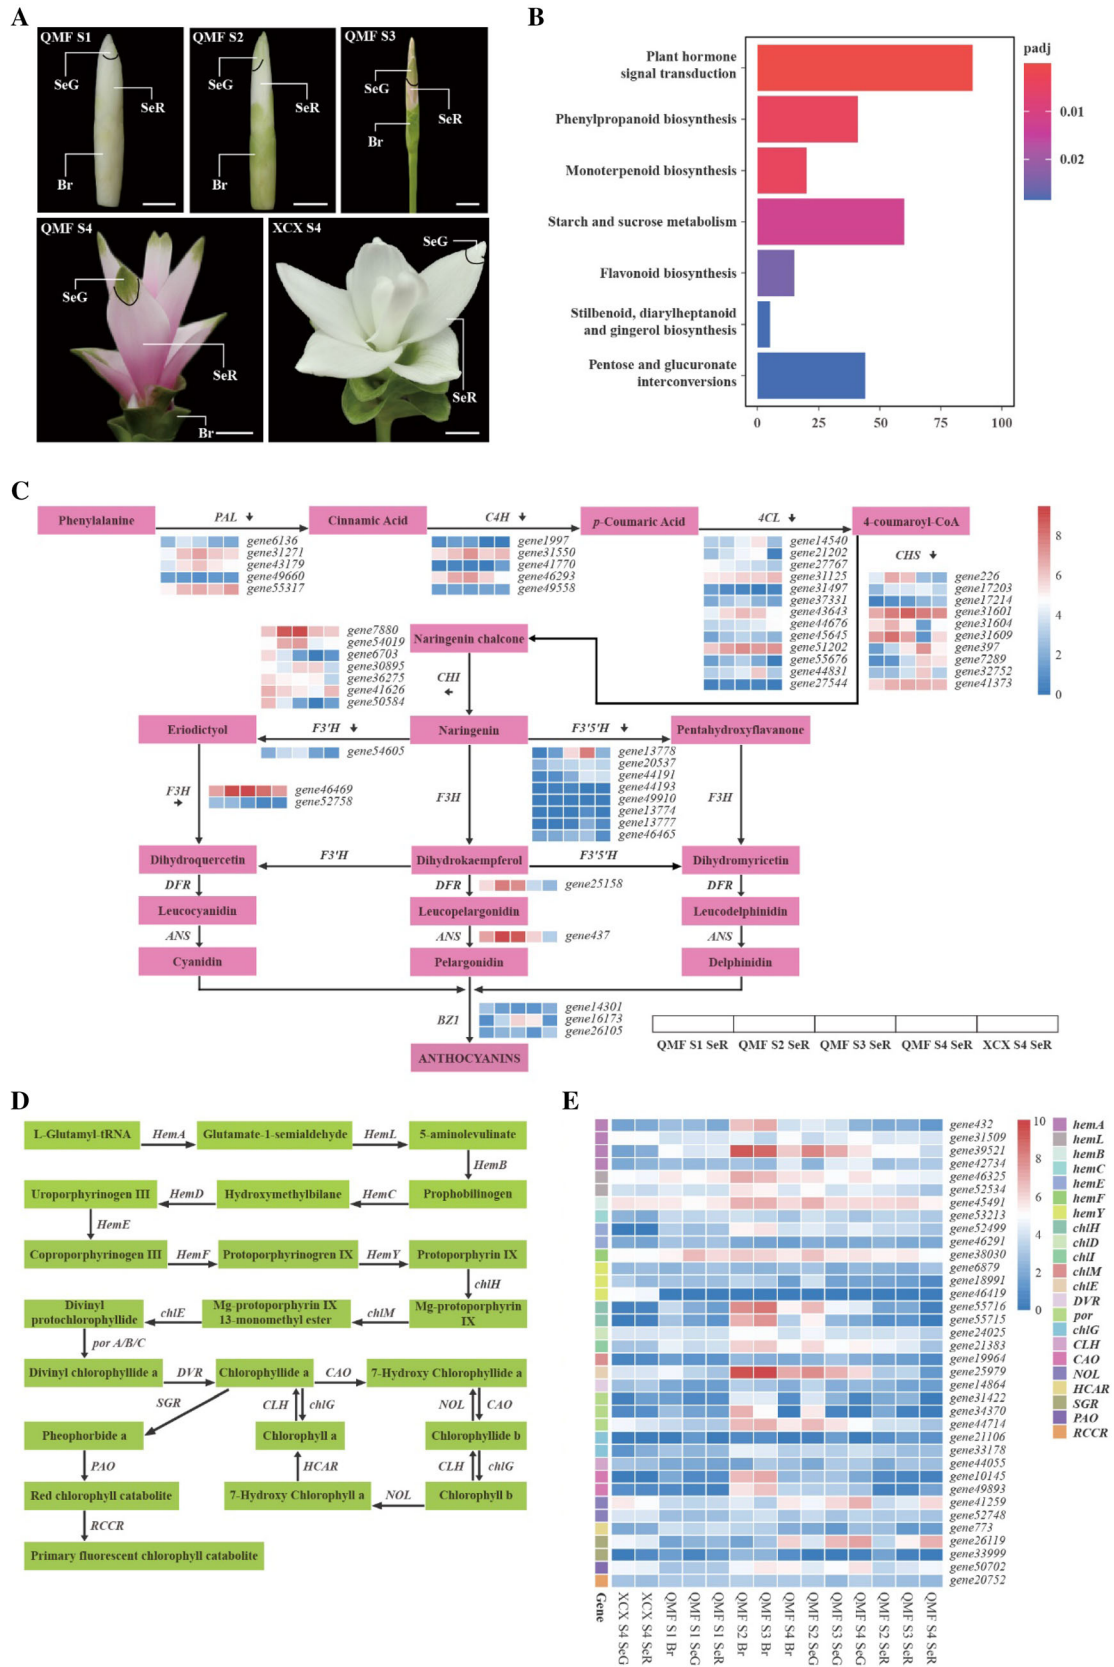 A
QMF S1
SeG
SeR
Br
QMF S2
SeG
SeR
Br
QMF S3
SeG
SeR
Br
QMF S4
SeG
SeR
Br
XCX S4
SeG
SeR
B
Plant hormone
signal transduction
Phenylpropanoid biosynthesis
Monoterpenoid biosynthesis
Starch and sucrose metabolism
Flavonoid biosynthesis
Stilbenoid, diarylheptanoid
and gingerol biosynthesis
Pentose and glucuronate
interconversions
0 25 50 75 100
padj
0.01
0.02
C
Phenylalanine
PAL
Cinnamic Acid
C4H
p-Coumaric Acid
4CL
4-coumaroyl-CoA
gene6136
gene31271
gene43179
gene49660
gene55317
gene1997
gene31550
gene41770
gene46293
gene49558
gene14540
gene21202
gene27767
gene31125
gene31497
gene37331
gene43643
gene44676
gene45645
gene51202
gene55676
gene44831
gene27544
CHS
gene226
gene17203
gene17214
gene31601
gene31604
gene31609
gene397
gene7289
gene32752
gene41373
8
6
4
2
0
gene7880
gene54019
gene6703
gene30895
gene36275
gene41626
gene50584
Naringenin chalcone
CHI
Eriodictyol
F3'H
Naringenin
F3'5'H
Pentahydroxyflavanone
gene54605
gene13778
gene20537
gene44191
gene44193
gene49910
gene13774
gene13777
gene46465
F3H
gene46469
gene52758
F3H
F3H
Dihydroquercetin
F3'H
Dihydrokaempferol
F3'5'H
Dihydromyricetin
DFR
DFR
gene25158
DFR
Leucocyanidin
Leucopelargonidin
Leucodelphinidin
ANS
ANS
gene437
ANS
Cyanidin
Pelargonidin
Delphinidin
BZ1
gene14301
gene16173
gene26105
ANTHOCYANINS
QMF S1 SeR QMF S2 SeR QMF S3 SeR QMF S4 SeR XCX S4 SeR
D
L-Glutamyl-tRNA
HemA
Glutamate-1-semialdehyde
HemL
5-aminolevulinate
HemB
Uroporphyrinogen III
HemD
Hydroxymethylbilane
HemC
Prophobilinogen
HemE
Coproporphyrinogen III
HemF
Protoporphyrinogren IX
HemY
Protoporphyrin IX
chlH
Divinyl
protochlorophyllide
chlE
Mg-protoporphyrin IX
13-monomethyl ester
chlM
Mg-protoporphyrin
IX
por A/B/C
Divinyl chlorophyllide a
DVR
Chlorophyllide a
CAO
7-Hydroxy Chlorophyllide a
SGR
CLH
chlG
NOL
CAO
Pheophorbide a
Chlorophyll a
Chlorophyllide b
PAO
HCAR
CLH
chlG
Red chlorophyll catabolite
7-Hydroxy Chlorophyll a
NOL
Chlorophyll b
RCCR
Primary fluorescent chlorophyll catabolite
E
gene432
gene31509
gene39521
gene42734
gene46325
gene52534
gene45491
gene53213
gene52499
gene46291
gene38030
gene6879
gene18991
gene46419
gene55716
gene55715
gene24025
gene21383
gene19964
gene25979
gene14864
gene31422
gene34370
gene44714
gene21106
gene33178
gene44055
gene10145
gene49893
gene41259
gene52748
gene773
gene26119
gene33999
gene50702
gene20752
10
8
6
4
2
0
hemA
hemL
hemB
hemC
hemE
hemF
hemY
chlH
chlD
chlI
chlM
chlE
DVR
por
chlG
CLH
CAO
NOL
HCAR
SGR
PAO
RCCR
Gene
XCX S4 SeG
XCX S4 SeR
QMF S1 Br
QMF S1 SeG
QMF S1 SeR
QMF S2 Br
QMF S3 Br
QMF S4 Br
QMF S2 SeG
QMF S3 SeG
QMF S4 SeG
QMF S2 SeR
QMF S3 SeR
QMF S4 SeR